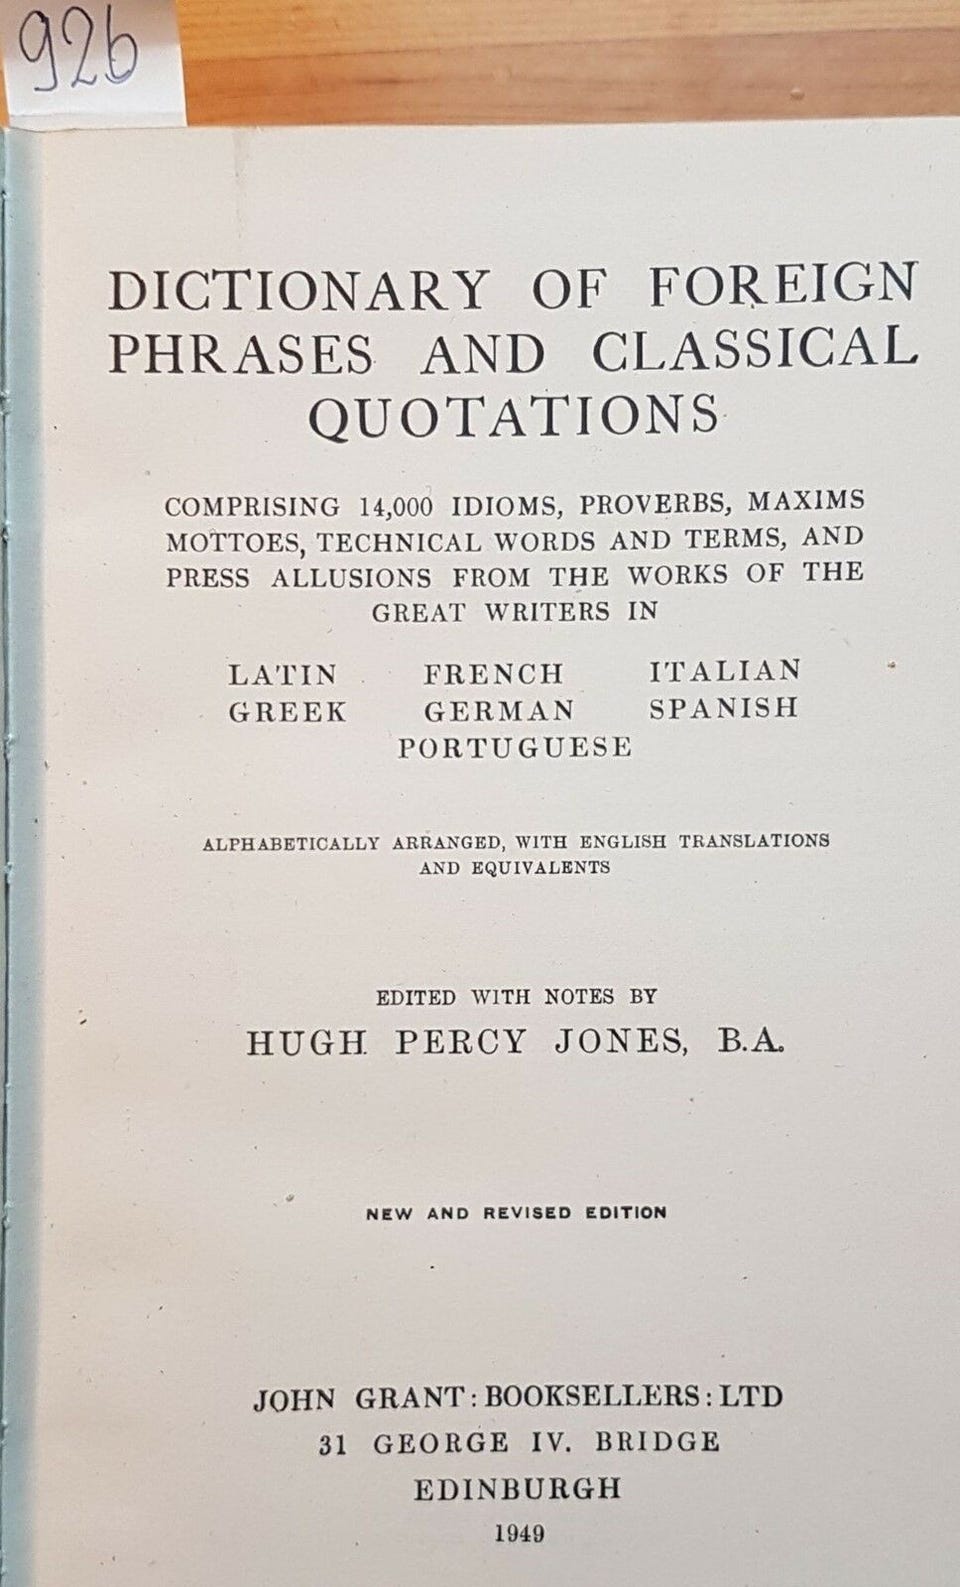 926
DICTIONARY OF FOREIGN
PHRASES AND CLASSICAL
QUOTATIONS
COMPRISING 14,000 IDIOMS, PROVERBS, MAXIMS
MOTTOES, TECHNICAL WORDS AND TERMS, AND
PRESS ALLUSIONS FROM THE WORKS OF THE
GREAT WRITERS IN
LATIN FRENCH ITALIAN
GREEK GERMAN SPANISH
PORTUGUESE
ALPHABETICALLY ARRANGED, WITH ENGLISH TRANSLATIONS
AND EQUIVALENTS
EDITED WITH NOTES BY
HUGH PERCY JONES, B.A.
NEW AND REVISED EDITION
JOHN GRANT : BOOKSELLERS : LTD
31 GEORGE IV. BRIDGE
EDINBURGH
1949